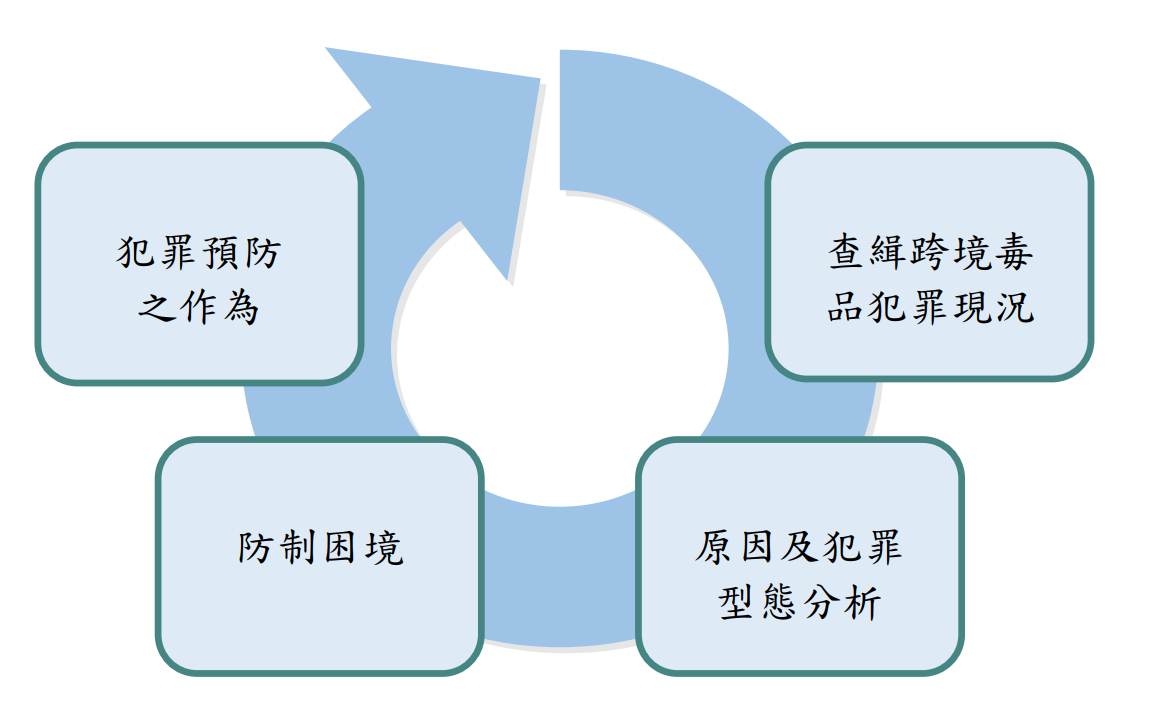 犯罪預防
之作為
查緝跨境毒
品犯罪現況
防制困境
原因及犯罪
型態分析